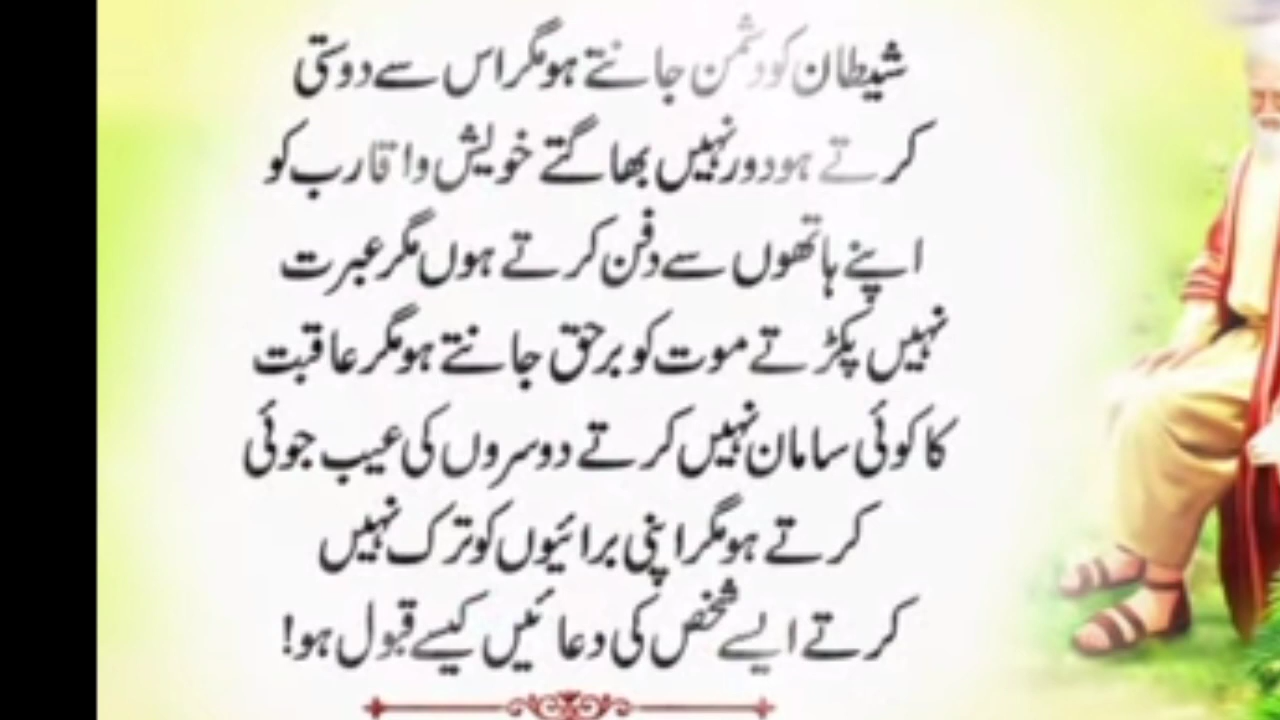 شیطان کو دشمن جانتے ہو مگر اس سے دوستی
کرتے ہو دور نہیں بھاگتے خویش و اقارب کو
اپنے ہاتھوں سے دفن کرتے ہوں مگر عبرت
نہیں پکڑتے موت کو برحق جانتے ہو مگر عاقبت
کا کوئی سامان نہیں کرتے دوسروں کی عیب جوئی
کرتے ہو مگر اپنی برائیوں کو ترک نہیں
کرتے ایسے شخص کی دعائیں کیسے قبول ہو!